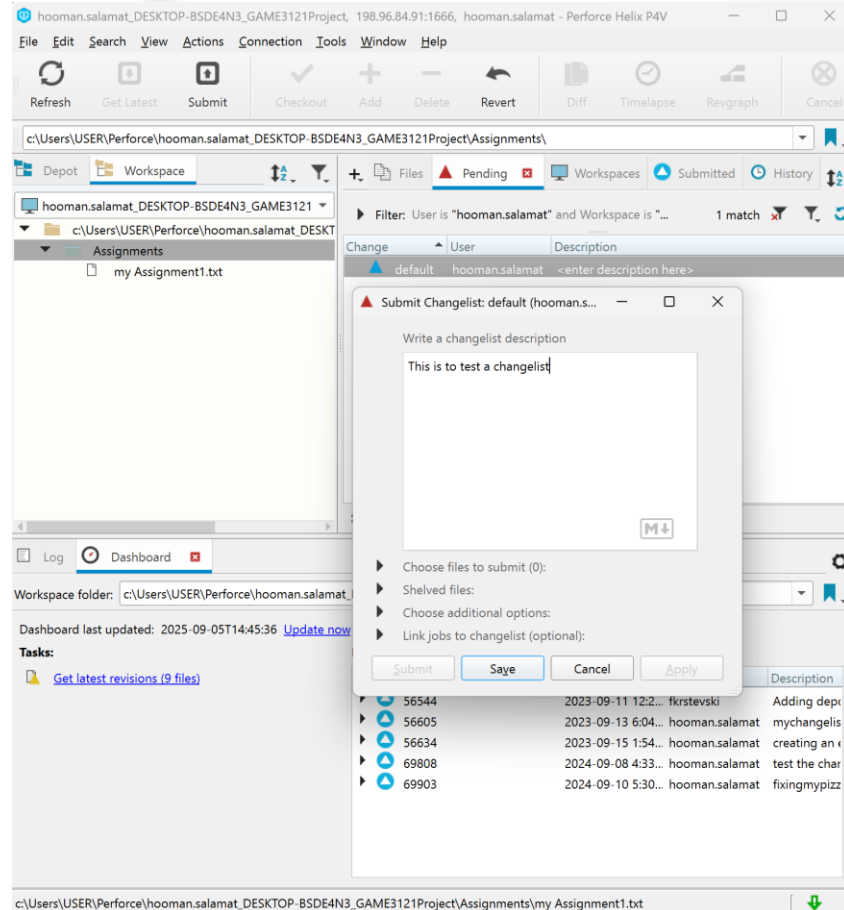 hooman.salamat_DESKTOP-BSDE4N3_GAME3121Project, 198.96.84.91:1666, hooman.salamat - Perforce Helix P4V
File Edit Search View Actions Connection Tools Window Help
Refresh Get Latest Submit Checkout Add Delete Revert Diff Timelapse Revgraph Cancel
c:\Users\USER\Perforce\hooman.salamat_DESKTOP-BSDE4N3_GAME3121Project\Assignments\
Depot Workspace
Files Pending Workspaces Submitted History
hooman.salamat_DESKTOP-BSDE4N3_GAME3121
Filter: User is "hooman.salamat" and Workspace is "... 1 match
c:\Users\USER\Perforce\hooman.salamat_DESKT
Assignments
my Assignment1.txt
Change User Description
default hooman.salamat <enter description here>
Submit Changelist: default (hooman.s...
Write a changelist description
This is to test a changelist
M
Choose files to submit (0):
Shelved files:
Choose additional options:
Link jobs to changelist (optional):
Submit Save Cancel Apply
Log Dashboard
Workspace folder: c:\Users\USER\Perforce\hooman.salamat_
Dashboard last updated: 2025-09-05T14:45:36 Update now
Tasks:
Get latest revisions (9 files)
Description
56544 2023-09-11 12:2... fkrstevski Adding depo
56605 2023-09-13 6:04... hooman.salamat mychangelis
56634 2023-09-15 1:54... hooman.salamat creating an e
69808 2024-09-08 4:33... hooman.salamat test the char
69903 2024-09-10 5:30... hooman.salamat fixingmypizz
c:\Users\USER\Perforce\hooman.salamat_DESKTOP-BSDE4N3_GAME3121Project\Assignments\my Assignment1.txt